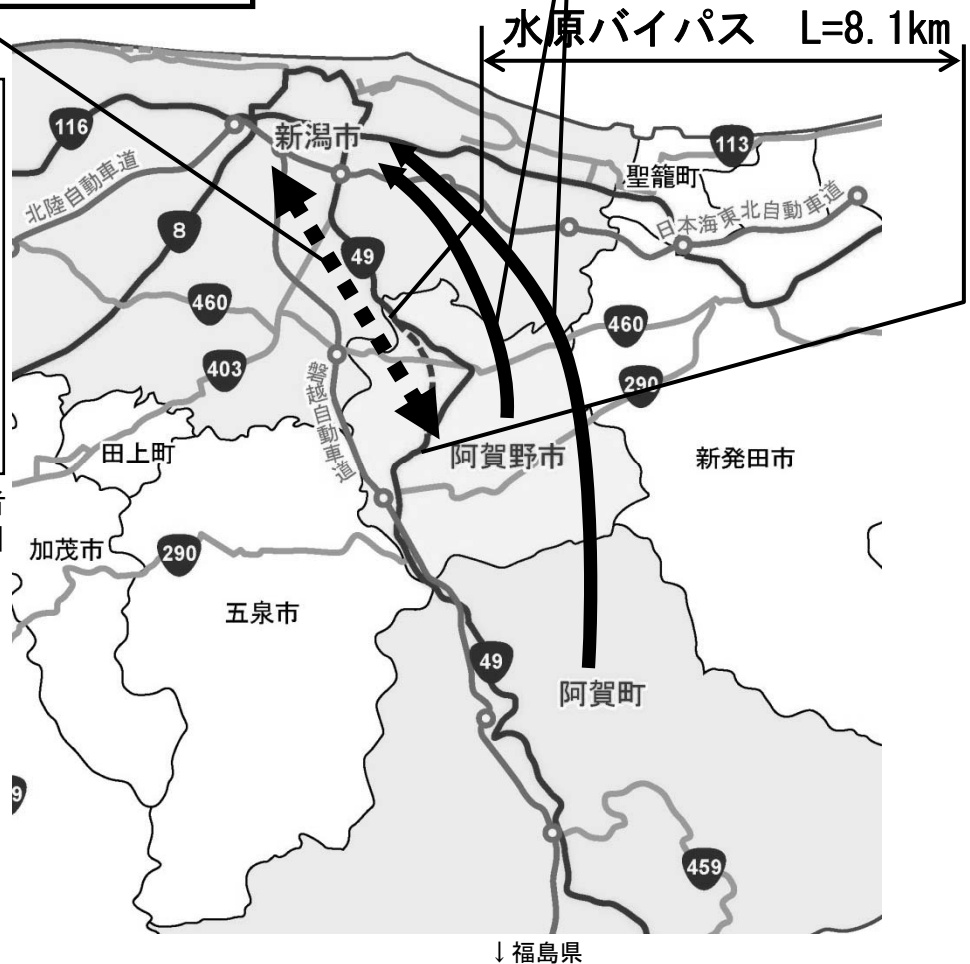 水原バイパス　L=8.1km
116
新潟市
113
聖籠町
北陸自動車道
日本海東北自動車道
8
49
460
460
403
290
磐越自動車道
田上町
阿賀野市
新発田市
加茂市
290
五泉市
49
阿賀町
9
459
↓福島県